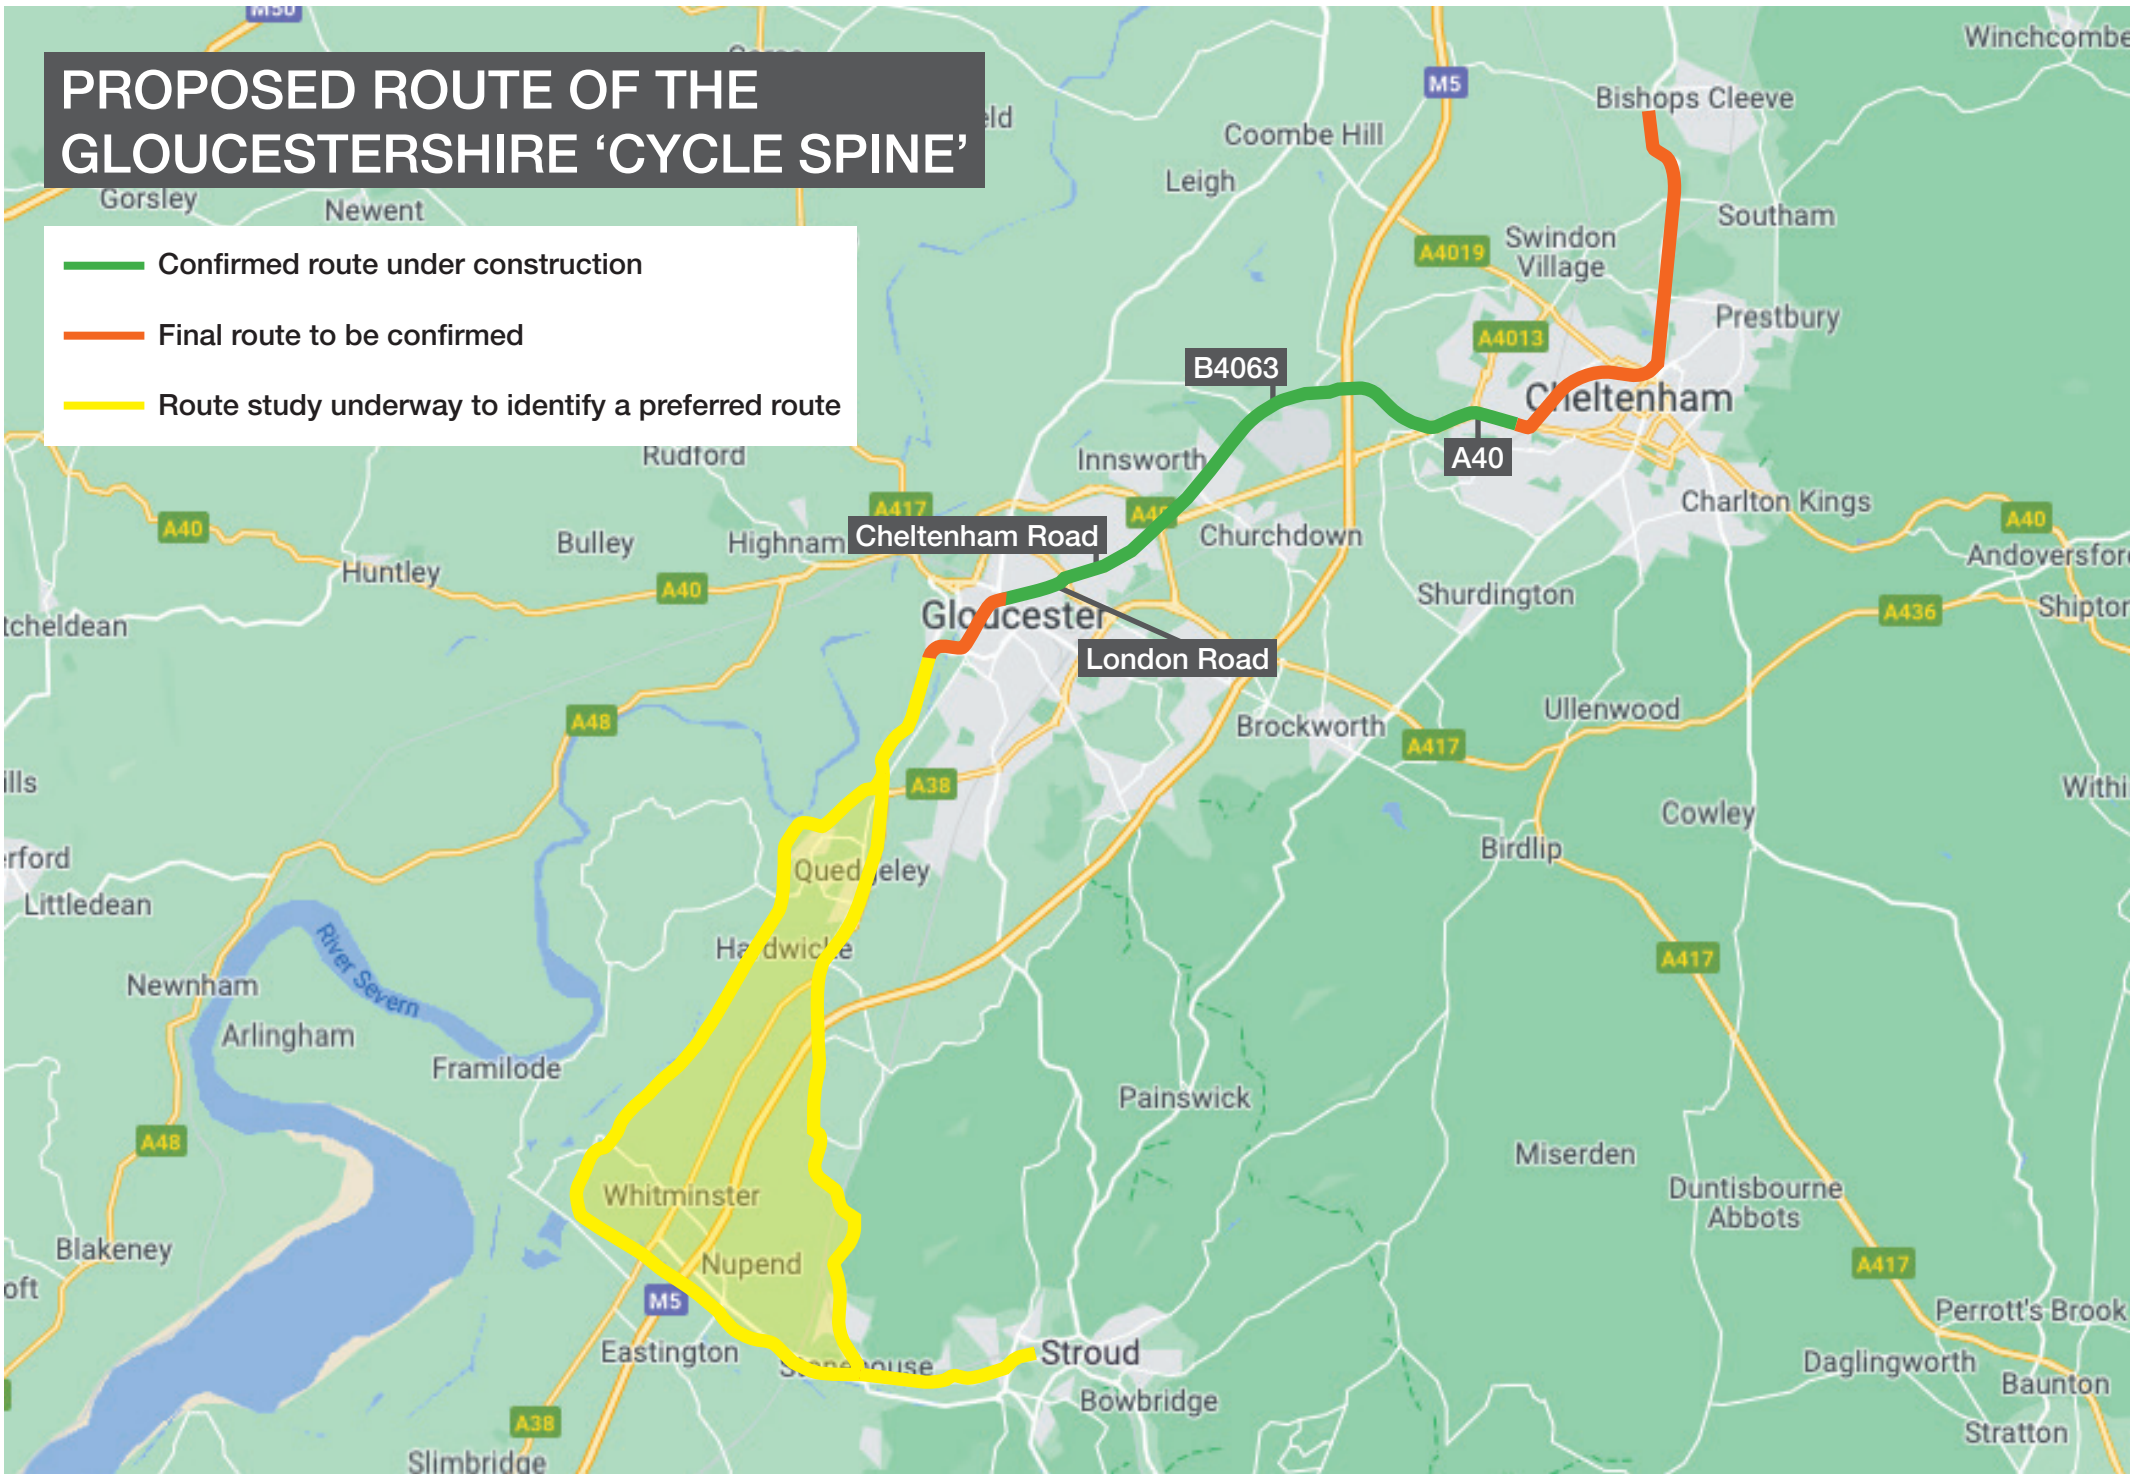 M50
PROPOSED ROUTE OF THE
GLOUCESTERSHIRE ‘CYCLE SPINE’
Winchcombe
M5
Bishops Cleeve
Coombe Hill
Leigh
Gorsley
Newent
Southam
Swindon
Village
A4019
Confirmed route under construction
Final route to be confirmed
Route study underway to identify a preferred route
Prestbury
A4013
B4063
Cheltenham
A40
Rudford
Innsworth
Charlton Kings
A417
A40
A40
A40
Bulley
Highnam
Cheltenham Road
Churchdown
Andoversford
Huntley
A40
Shurdington
A436
Shipton
Gloucester
London Road
A48
Brockworth
Ullenwood
A417
A38
Cowley
Birdlip
Quedgeley
Littledean
River Severn
Hardwicke
A417
Newnham
Arlingham
Framilode
Painswick
A48
Miserden
Whitminster
Duntisbourne
Abbots
Blakeney
Nupend
A417
M5
Perrott's Brook
Eastington
Stonehouse
Stroud
Daglingworth
Baunton
Bowbridge
A38
Stratton
Slimbridge